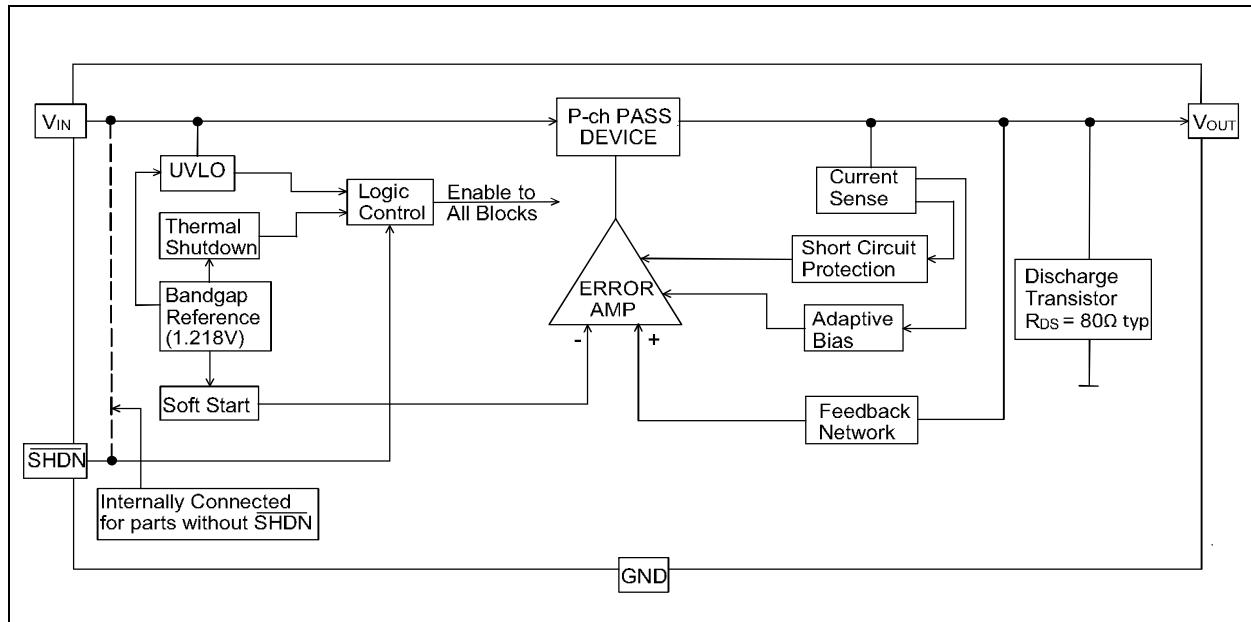 VIN
P-ch PASS
DEVICE
VOUT
UVLO
Logic
Control
Enable to
All Blocks
Current
Sense
Thermal
Shutdown
Short Circuit
Protection
Bandgap
Reference
(1.218V)
ERROR
AMP
- +
Adaptive
Bias
Discharge
Transistor
RDS = 80Ω typ
Soft Start
Feedback
Network
SHDN
Internally Connected
for parts without SHDN
GND